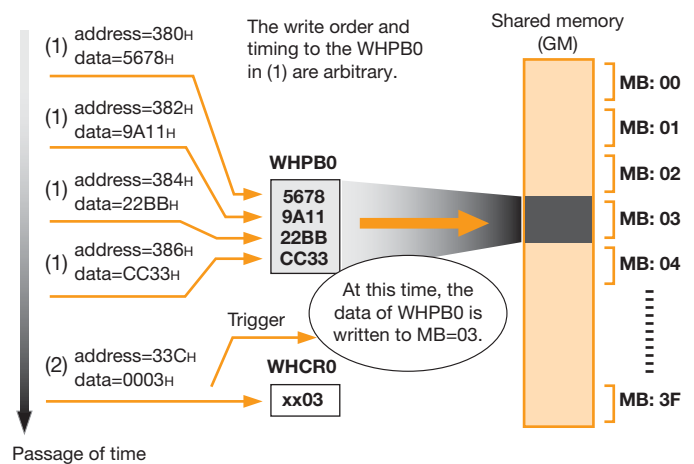 (1) address=380H
data=5678H
(1) address=382H
data=9A11H
(1) address=384H
data=22BBH
(1) address=386H
data=CC33H
(2) address=33CH
data=0003H
Passage of time
The write order and
timing to the WHPB0
in (1) are arbitrary.
WHPB0
5678
9A11
22BB
CC33
At this time, the
data of WHPB0 is
written to MB=03.
Trigger
WHCR0
xx03
Shared memory
(GM)
MB: 00
MB: 01
MB: 02
MB: 03
MB: 04
MB: 3F